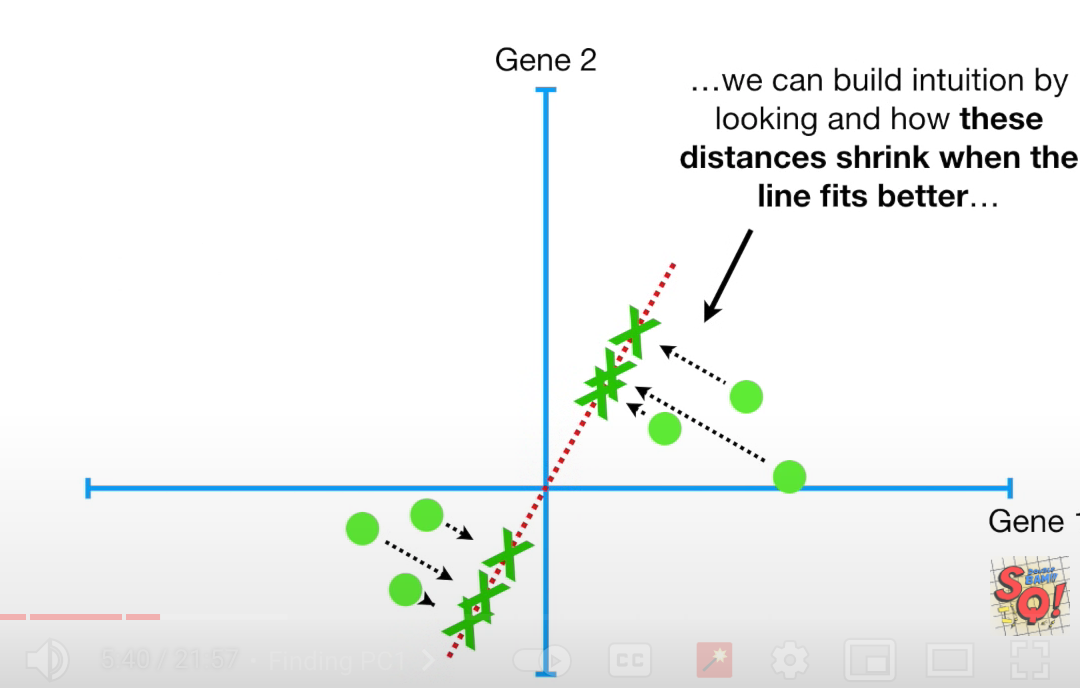 Gene 2
…we can build intuition by
looking and how these
distances shrink when the
line fits better…
Gene 1
SQ!
5:40 / 21:57 • Finding PC1
CC